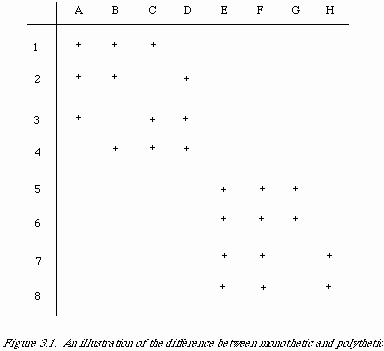 A B C D E F G H
1 + + +
2 + + +
3 + + +
4 + + +
5 + + +
6 + + +
7 + + +
8 + + +
Figure 3.1. An illustration of the difference between monothetic and polythetic